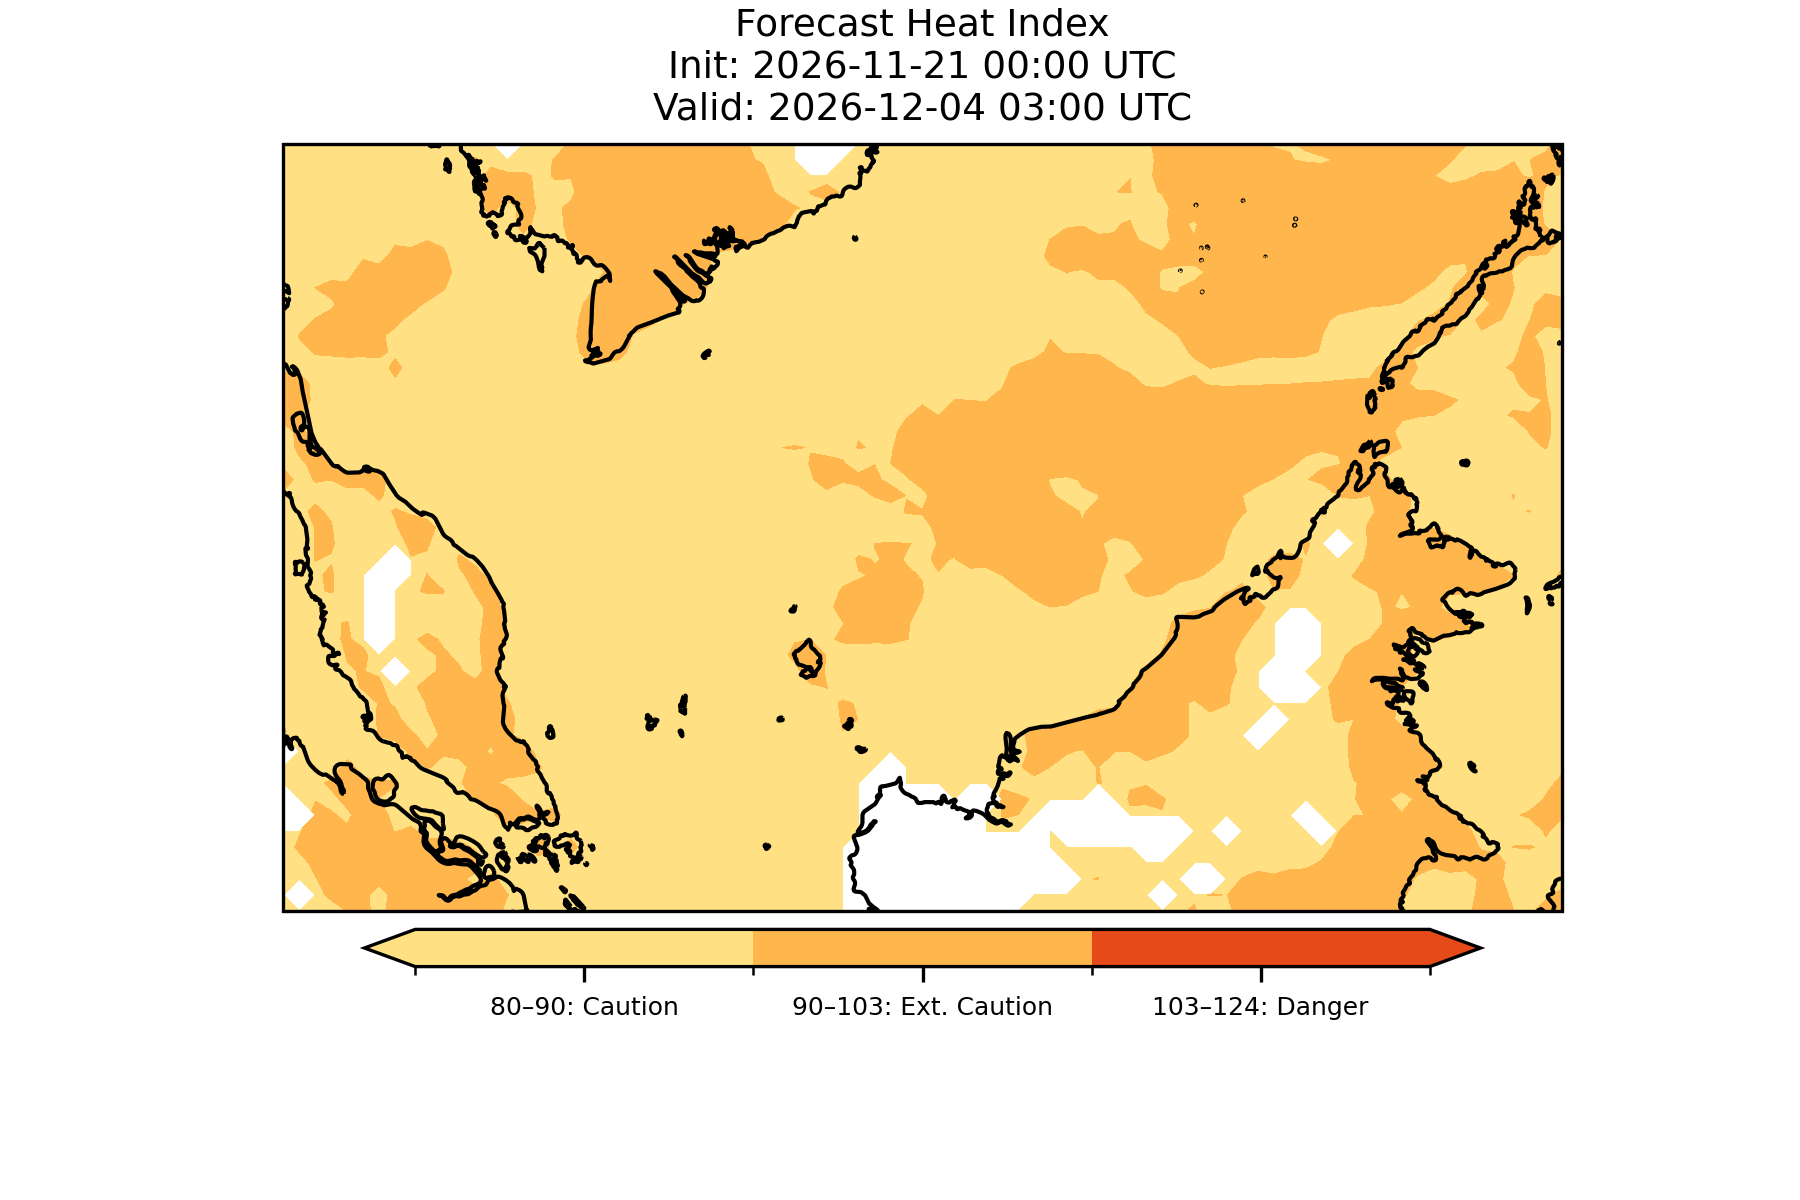 Forecast Heat Index
Init: 2026-11-21 00:00 UTC
Valid: 2026-12-04 03:00 UTC
80–90: Caution
90–103: Ext. Caution
103–124: Danger